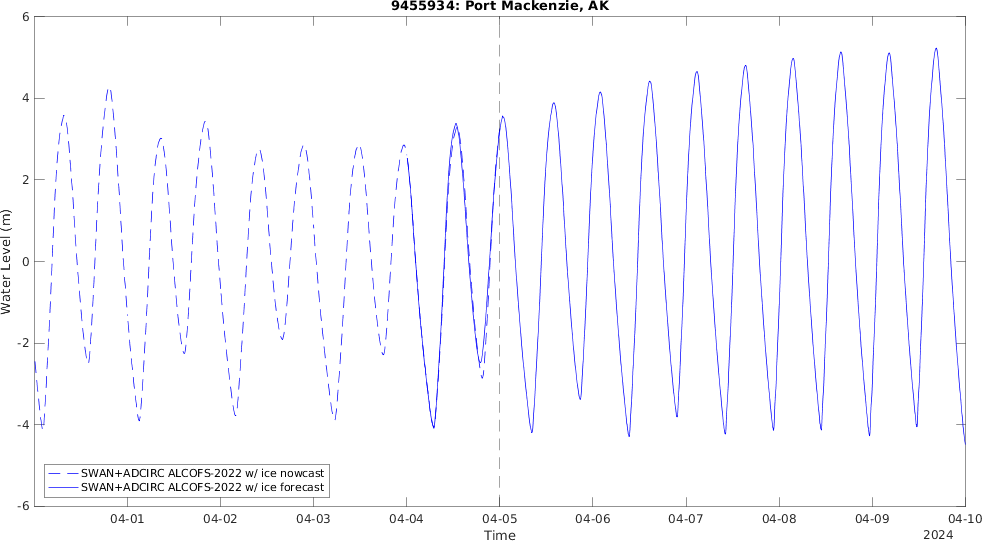 9455934: Port Mackenzie, AK
6
4
2
0
-2
-4
-6
Water Level (m)
SWAN+ADCIRC ALCOFS-2022 w/ ice nowcast
SWAN+ADCIRC ALCOFS-2022 w/ ice forecast
04-01 04-02 04-03 04-04 04-05 04-06 04-07 04-08 04-09 04-10
Time
2024